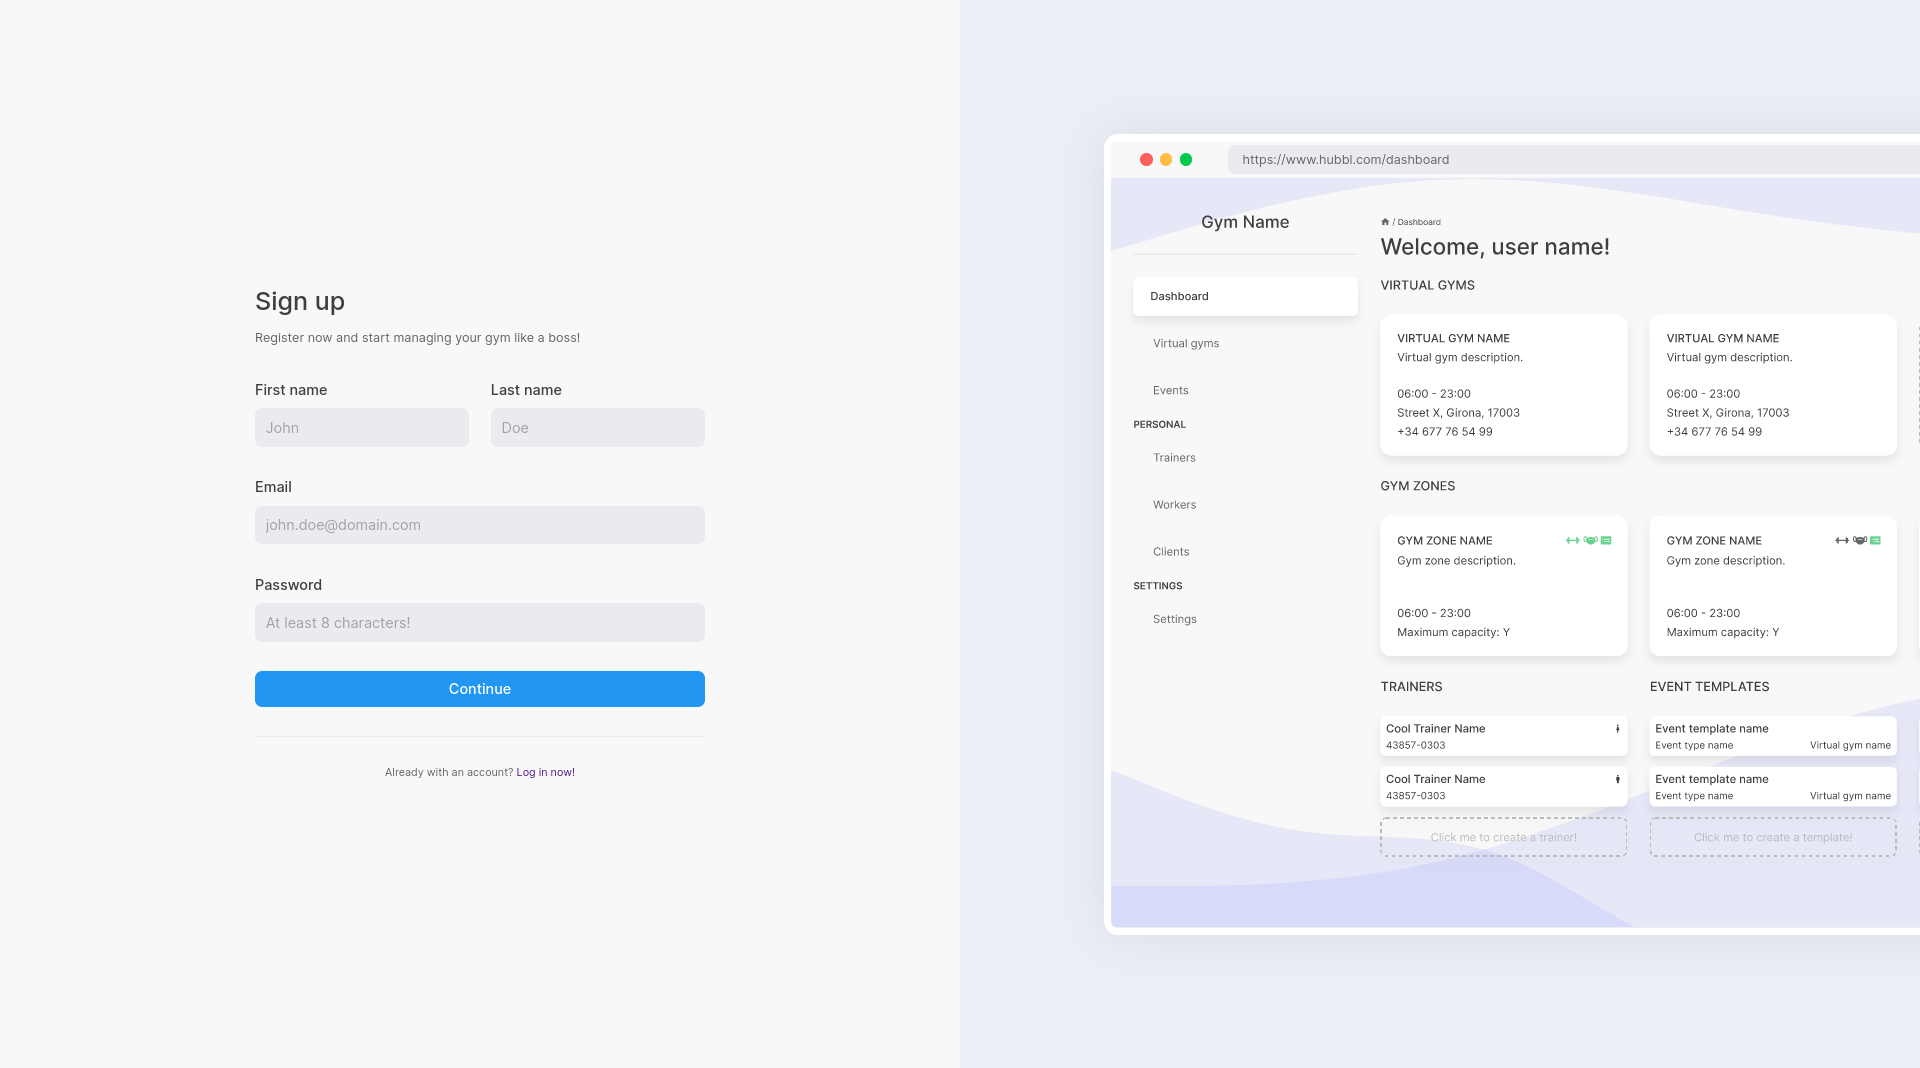 Sign up
Register now and start managing your gym like a boss!
First name
Last name
John
Doe
Email
john.doe@domain.com
Password
At least 8 characters!
Continue
Already with an account? Log in now!
https://www.hubbl.com/dashboard
Gym Name
Dashboard
Virtual gyms
Events
PERSONAL
Trainers
Workers
Clients
SETTINGS
Settings
/ Dashboard
Welcome, user name!
VIRTUAL GYMS
VIRTUAL GYM NAME
Virtual gym description.
06:00 - 23:00
Street X, Girona, 17003
+34 677 76 54 99
VIRTUAL GYM NAME
Virtual gym description.
06:00 - 23:00
Street X, Girona, 17003
+34 677 76 54 99
GYM ZONES
GYM ZONE NAME
Gym zone description.
06:00 - 23:00
Maximum capacity: Y
GYM ZONE NAME
Gym zone description.
06:00 - 23:00
Maximum capacity: Y
TRAINERS
Cool Trainer Name
43857-0303
Cool Trainer Name
43857-0303
Click me to create a trainer!
EVENT TEMPLATES
Event template name
Event type name Virtual gym name
Event template name
Event type name Virtual gym name
Click me to create a template!